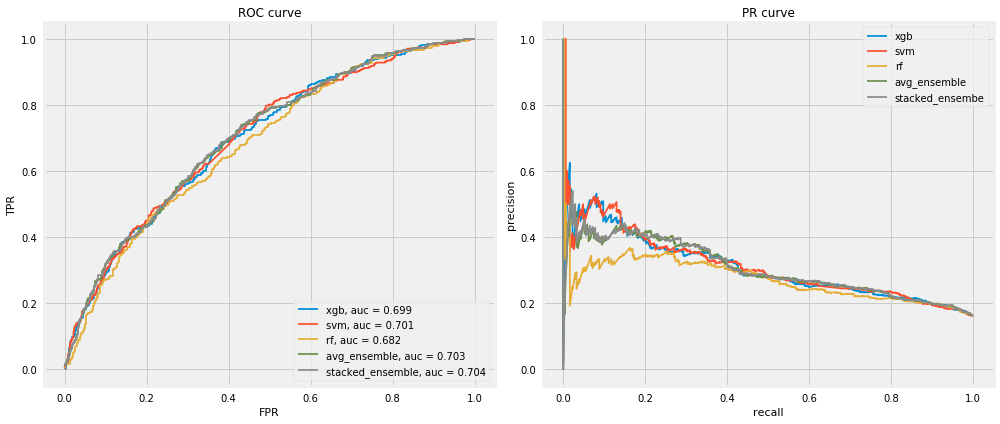 ROC curve
TPR
1.0
0.8
0.6
0.4
0.2
0.0
xgb, auc = 0.699
svm, auc = 0.701
rf, auc = 0.682
avg_ensemble, auc = 0.703
stacked_ensemble, auc = 0.704
0.0 0.2 0.4 0.6 0.8 1.0
FPR
PR curve
precision
1.0
0.8
0.6
0.4
0.2
0.0
xgb
svm
rf
avg_ensemble
stacked_ensembe
0.0 0.2 0.4 0.6 0.8 1.0
recall